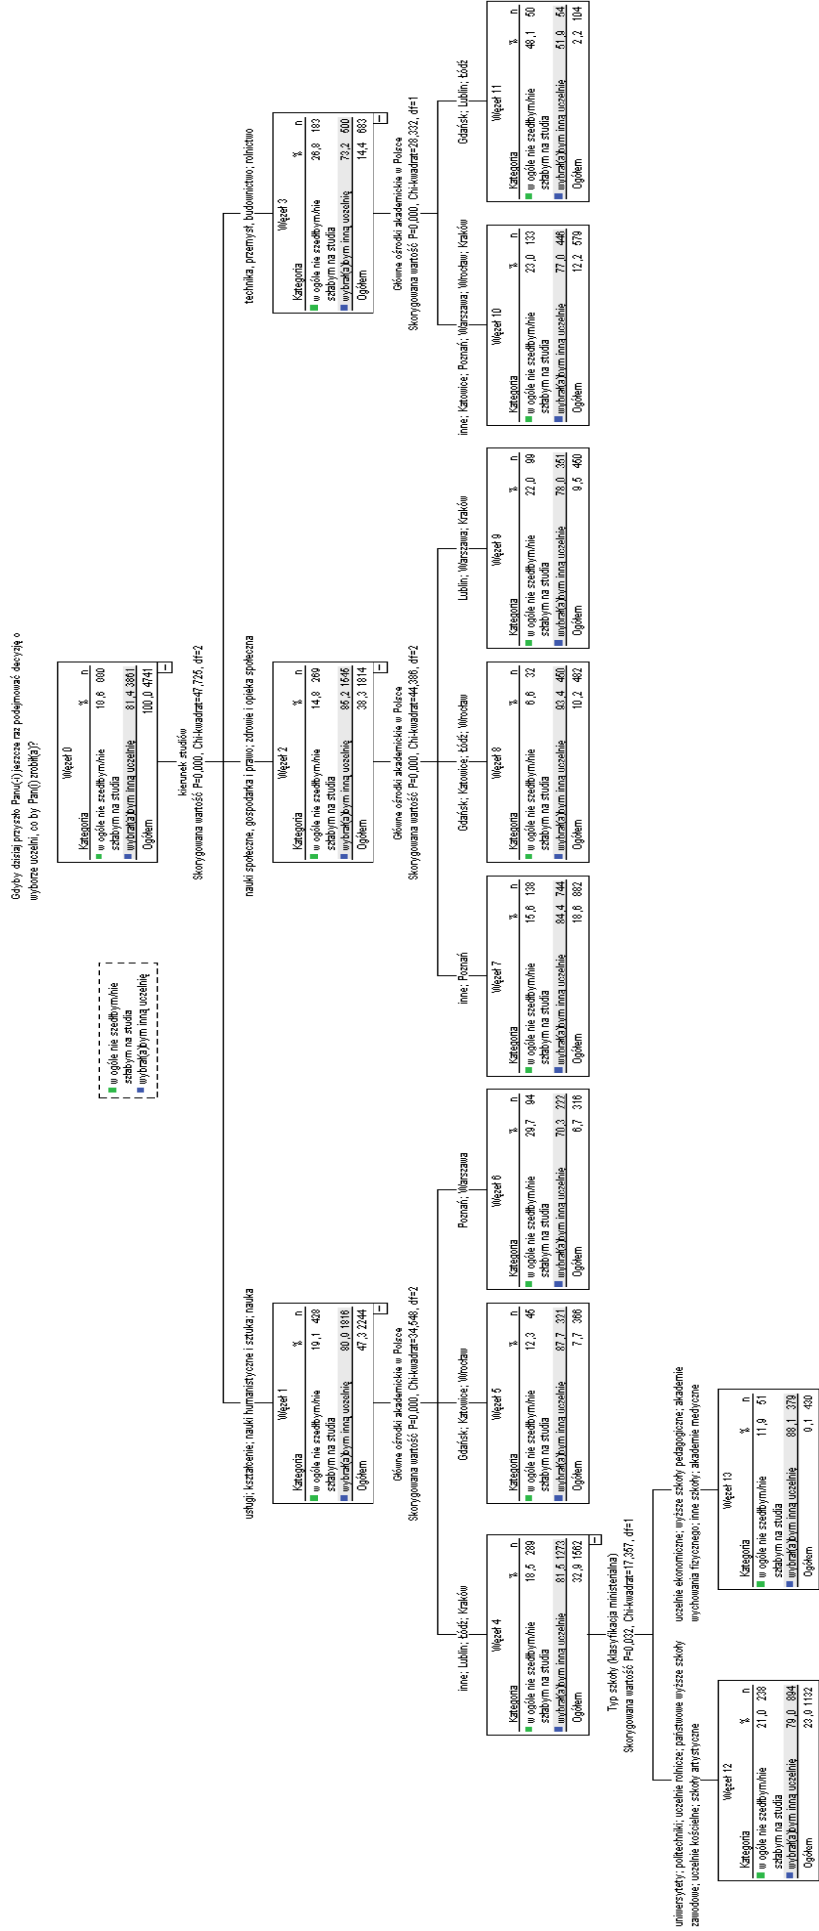 Gdyby dzisiaj przyszło Panu(-i) jeszcze raz podejmować decyzję o
wyborze uczelni, co by Pan(i) zrobił(a)?
w ogóle nie szedłbym/nie
szłabym na studia
wybrał(a)bym inną uczelnię
Węzeł 0
Kategoria % n
w ogóle nie szedłbym/nie
szłabym na studia 18,6 880
wybrał(a)bym inną uczelnię 81,4 3861
Ogółem 100,0 4741
kierunek studiów
Skorygowana wartość P=0,000, Chi-kwadrat=47,725, df=2
usługi; kształcenie; nauki humanistyczne i sztuka; nauka
Węzeł 1
Kategoria % n
w ogóle nie szedłbym/nie
szłabym na studia 19,1 428
wybrał(a)bym inną uczelnię 80,9 1816
Ogółem 47,3 2244
Główne ośrodki akademickie w Polsce
Skorygowana wartość P=0,000, Chi-kwadrat=34,548, df=2
nauki społeczne, gospodarka i prawo; zdrowie i opieka społeczna
Węzeł 2
Kategoria % n
w ogóle nie szedłbym/nie
szłabym na studia 14,8 269
wybrał(a)bym inną uczelnię 85,2 1545
Ogółem 38,3 1814
Główne ośrodki akademickie w Polsce
Skorygowana wartość P=0,000, Chi-kwadrat=44,386, df=2
technika, przemysł, budownictwo; rolnictwo
Węzeł 3
Kategoria % n
w ogóle nie szedłbym/nie
szłabym na studia 26,8 183
wybrał(a)bym inną uczelnię 73,2 500
Ogółem 14,4 683
Główne ośrodki akademickie w Polsce
Skorygowana wartość P=0,000, Chi-kwadrat=28,332, df=1
inne; Lublin; Łódź; Kraków
Węzeł 4
Kategoria % n
w ogóle nie szedłbym/nie
szłabym na studia 18,5 289
wybrał(a)bym inną uczelnię 81,5 1273
Ogółem 32,9 1562
Typ szkoły (klasyfikacja ministerialna)
Skorygowana wartość P=0,032, Chi-kwadrat=17,357, df=1
Gdańsk; Katowice; Wrocław
Węzeł 5
Kategoria % n
w ogóle nie szedłbym/nie
szłabym na studia 12,3 45
wybrał(a)bym inną uczelnię 87,7 321
Ogółem 7,7 366
Poznań; Warszawa
Węzeł 6
Kategoria % n
w ogóle nie szedłbym/nie
szłabym na studia 29,7 94
wybrał(a)bym inną uczelnię 70,3 222
Ogółem 6,7 316
inne; Poznań
Węzeł 7
Kategoria % n
w ogóle nie szedłbym/nie
szłabym na studia 15,6 138
wybrał(a)bym inną uczelnię 84,4 744
Ogółem 18,6 882
Gdańsk; Katowice; Łódź; Wrocław
Węzeł 8
Kategoria % n
w ogóle nie szedłbym/nie
szłabym na studia 6,6 32
wybrał(a)bym inną uczelnię 93,4 450
Ogółem 10,2 482
Lublin; Warszawa; Kraków
Węzeł 9
Kategoria % n
w ogóle nie szedłbym/nie
szłabym na studia 22,0 99
wybrał(a)bym inną uczelnię 78,0 351
Ogółem 9,5 450
inne; Katowice; Poznań; Warszawa; Wrocław; Kraków
Węzeł 10
Kategoria % n
w ogóle nie szedłbym/nie
szłabym na studia 23,0 133
wybrał(a)bym inną uczelnię 77,0 446
Ogółem 12,2 579
Gdańsk; Lublin; Łódź
Węzeł 11
Kategoria % n
w ogóle nie szedłbym/nie
szłabym na studia 48,1 50
wybrał(a)bym inną uczelnię 51,9 54
Ogółem 2,2 104
uniwersytety; politechniki; uczelnie rolnicze; państwowe wyższe szkoły
zawodowe; uczelnie kościelne; szkoły artystyczne
Węzeł 12
Kategoria % n
w ogóle nie szedłbym/nie
szłabym na studia 21,0 238
wybrał(a)bym inną uczelnię 79,0 894
Ogółem 23,9 1132
uczelnie ekonomiczne; wyższe szkoły pedagogiczne; akademie
wychowania fizycznego; inne szkoły; akademie medyczne
Węzeł 13
Kategoria % n
w ogóle nie szedłbym/nie
szłabym na studia 11,9 51
wybrał(a)bym inną uczelnię 88,1 379
Ogółem 9,1 430